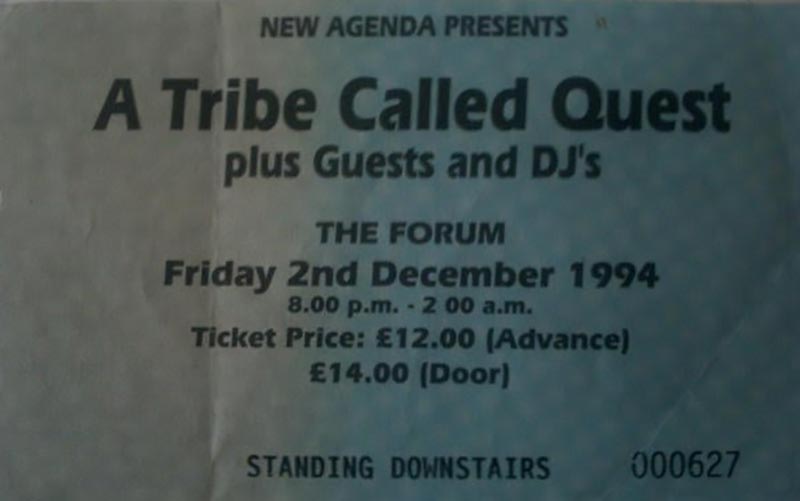 NEW AGENDA PRESENTS
A Tribe Called Quest
plus Guests and DJ's
THE FORUM
Friday 2nd December 1994
8.00 p.m. - 2 00 a.m.
Ticket Price: £12.00 (Advance)
£14.00 (Door)
STANDING DOWNSTAIRS 000627